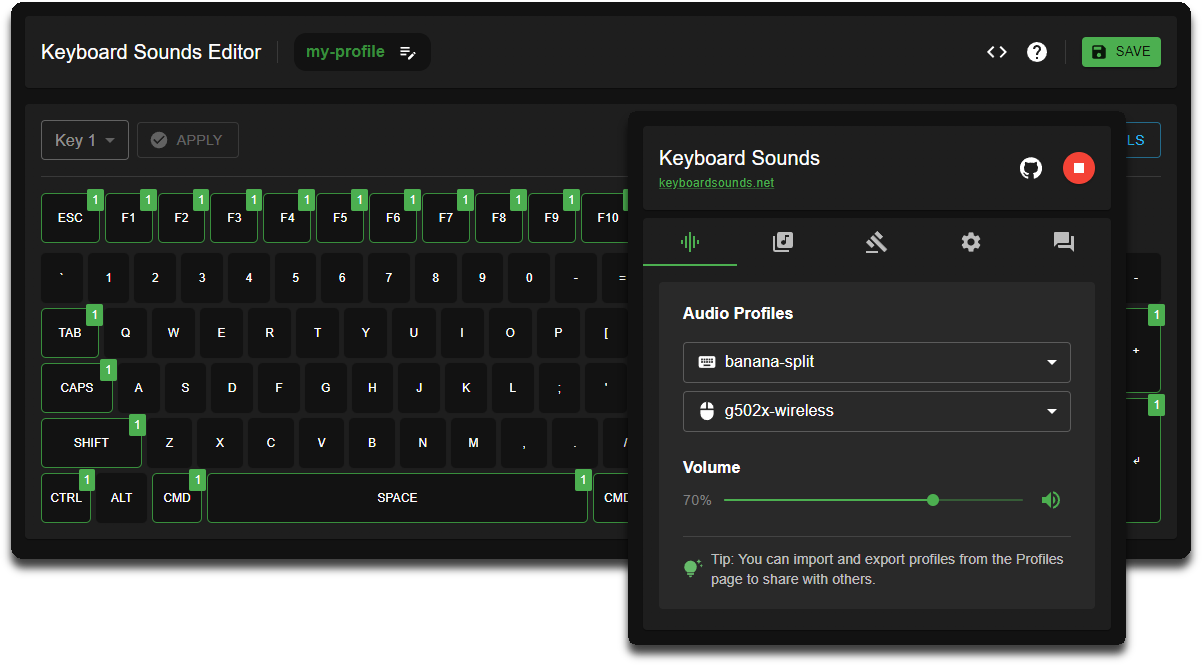 Keyboard Sounds Editor my-profile SAVE
Key 1 APPLY LS
Keyboard Sounds
keyboardsounds.net
1 1 1 1 1 1 1 1 1 1
ESC F1 F2 F3 F4 F5 F6 F7 F8 F9 F10
` 1 2 3 4 5 6 7 8 9 0 - = -
1 1
TAB Q W E R T Y U I O P [ +
1 1
CAPS A S D F G H J K L ; '
1
SHIFT Z X C V B N M , . / ↵
1 1 1
CTRL ALT CMD SPACE CMD
Audio Profiles
banana-split
g502x-wireless
Volume
70%
Tip: You can import and export profiles from the Profiles
page to share with others.